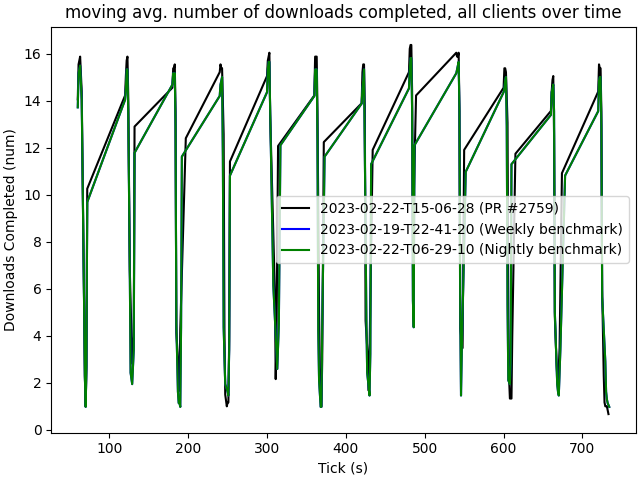 moving avg. number of downloads completed, all clients over time
Downloads Completed (num)
16
14
12
10
8
6
4
2
0
2023-02-22-T15-06-28 (PR #2759)
2023-02-19-T22-41-20 (Weekly benchmark)
2023-02-22-T06-29-10 (Nightly benchmark)
100 200 300 400 500 600 700
Tick (s)